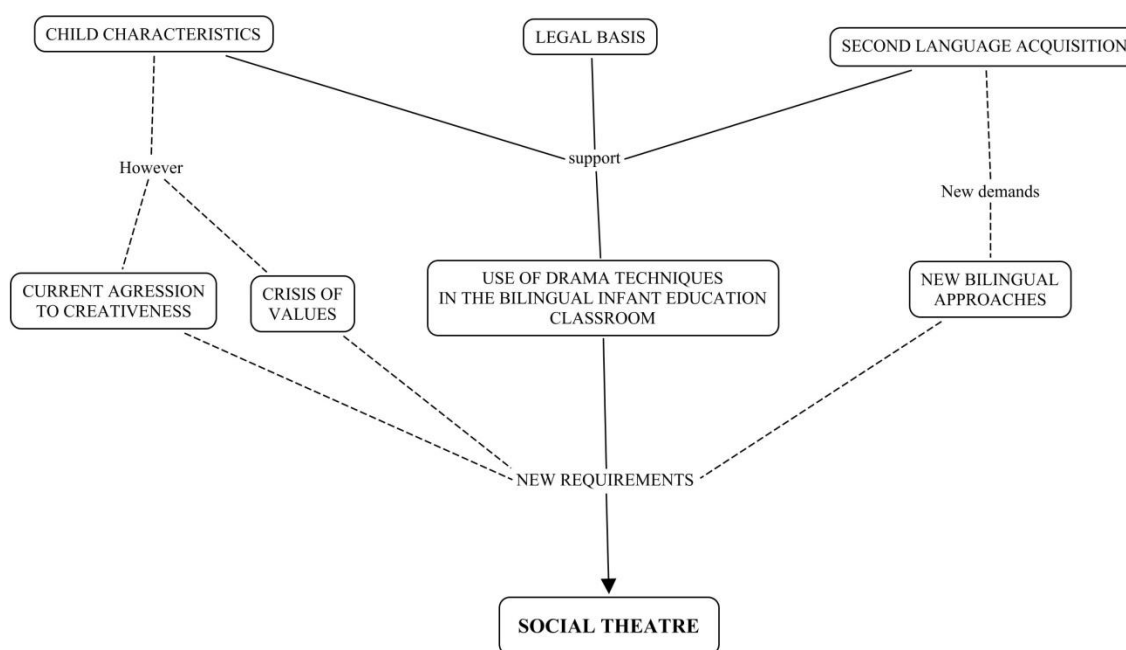 CHILD CHARACTERISTICS
LEGAL BASIS
SECOND LANGUAGE ACQUISITION
support
However
New demands
CURRENT AGRESSION
TO CREATIVENESS
CRISIS OF
VALUES
USE OF DRAMA TECHNIQUES
IN THE BILINGUAL INFANT EDUCATION
CLASSROOM
NEW BILINGUAL
APPROACHES
NEW REQUIREMENTS
SOCIAL THEATRE